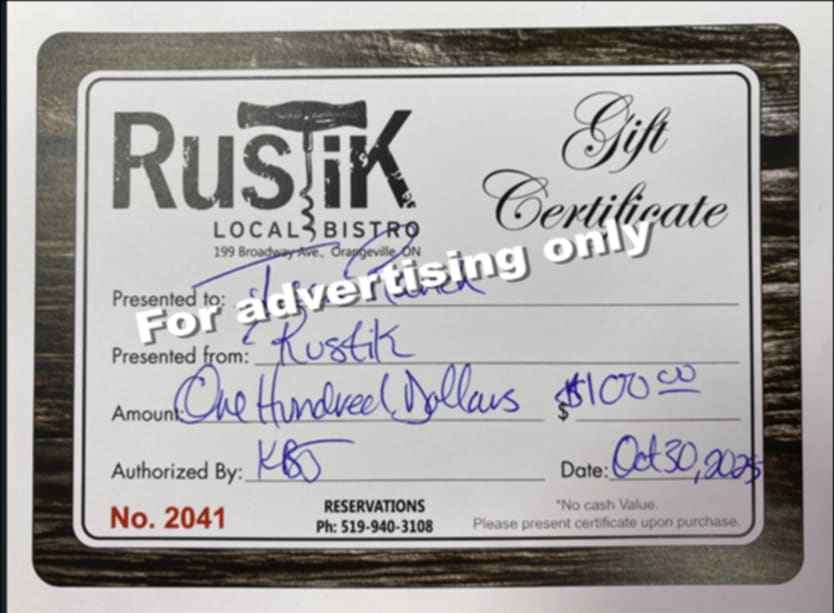 RUSTIK
LOCAL BISTRO
199 Broadway Ave., Orangeville, ON
Gift
Certificate
For advertising only
Presented to: The
Presented from: Rustik
Amount: One Hundred Dollars $ $100.00
Authorized By: KBJ
Date: Oct 30, 2025
No. 2041
RESERVATIONS
Ph: 519-940-3108
*No cash Value.
Please present certificate upon purchase.